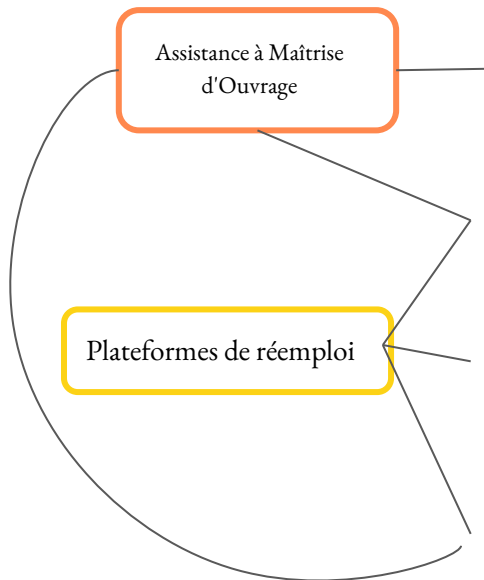 Assistance à Maîtrise
d'Ouvrage
Plateformes de réemploi